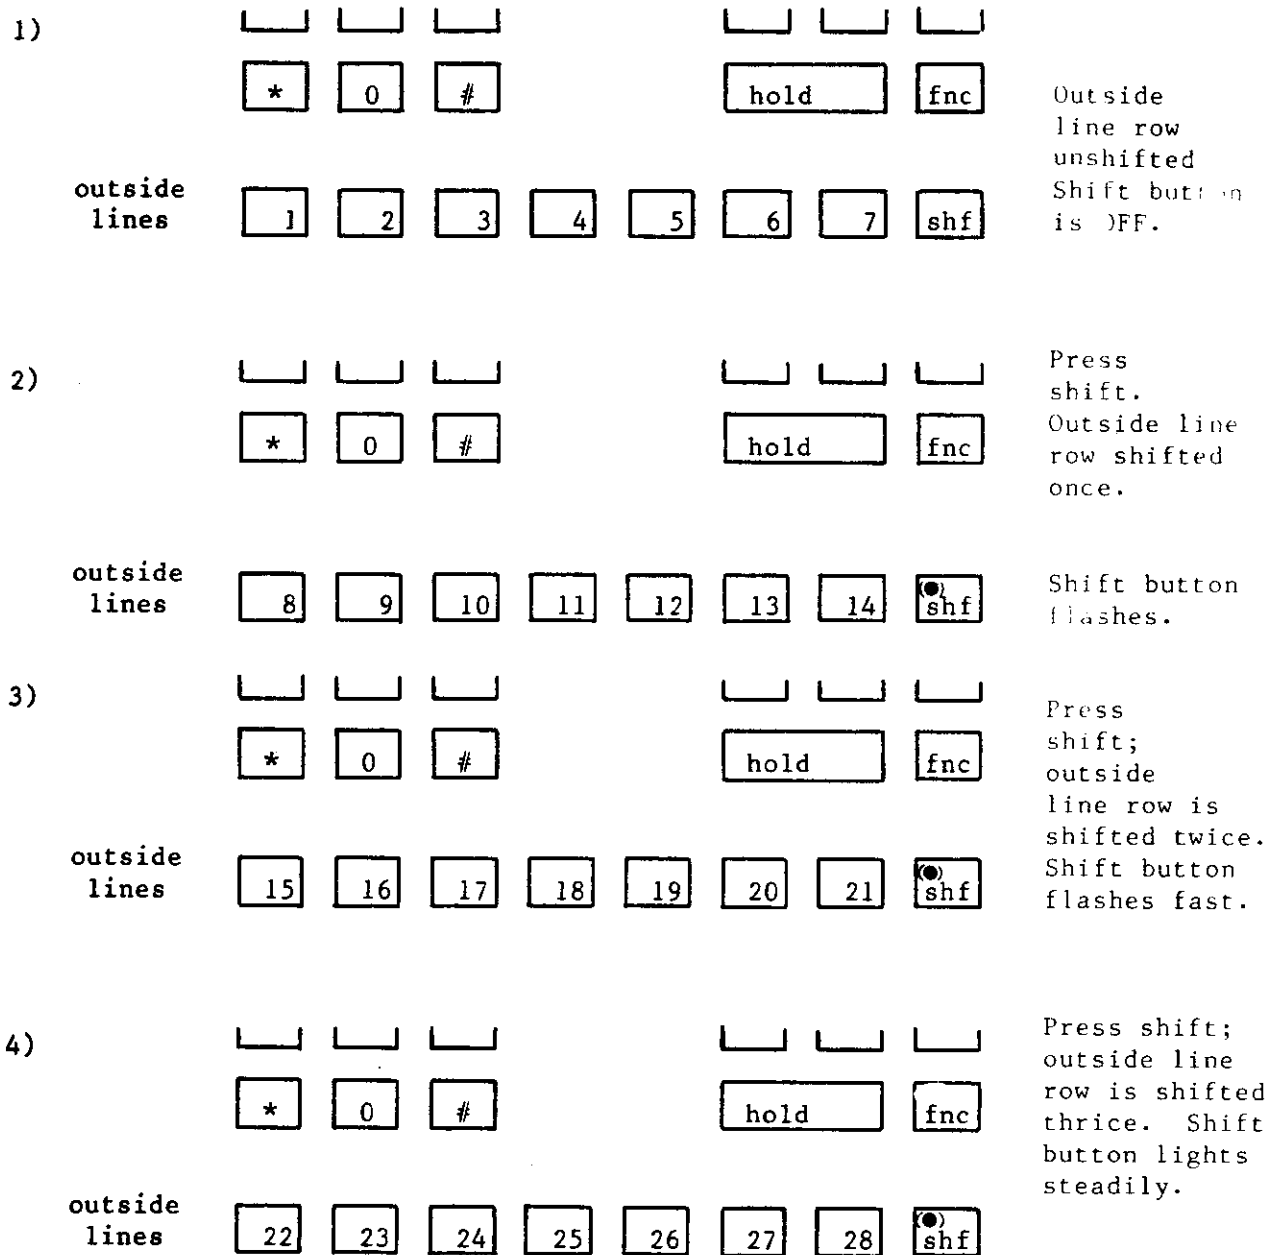 1)
* 0 # hold fnc
Outside
line row
unshifted
Shift button
is OFF.
outside
lines
1 2 3 4 5 6 7 shf
2)
* 0 # hold fnc
Press
shift.
Outside line
row shifted
once.
outside
lines
8 9 10 11 12 13 14 shf
Shift button
flashes.
3)
* 0 # hold fnc
Press
shift;
outside
line row is
shifted twice.
Shift button
flashes fast.
outside
lines
15 16 17 18 19 20 21 shf
4)
* 0 # hold fnc
Press shift;
outside line
row is shifted
thrice. Shift
button lights
steadily.
outside
lines
22 23 24 25 26 27 28 shf